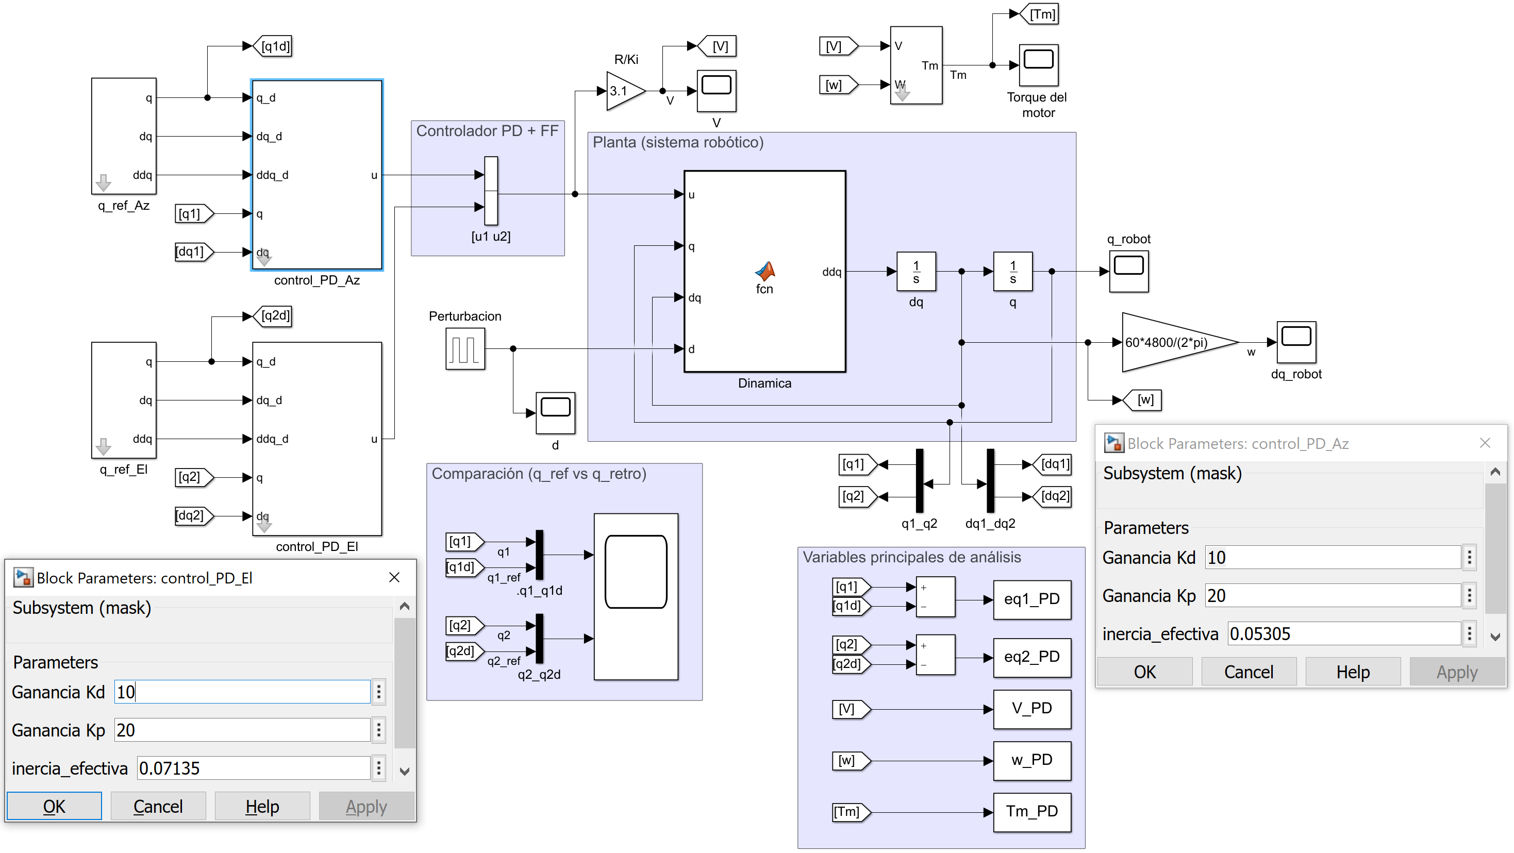 [q1d]
q
dq
ddq
q_ref_Az
[q1]
[dq1]
q_d
dq_d
ddq_d
q
dq
u
control_PD_Az
[q2d]
q
dq
ddq
q_ref_El
[q2]
[dq2]
q_d
dq_d
ddq_d
q
dq
u
control_PD_El
Controlador PD + FF
[u1 u2]
R/Ki
3.1
V
[V]
V
[V]
[w]
V
W
Tm
Tm
[Tm]
Torque del
motor
Planta (sistema robótico)
u
q
dq
d
fcn
ddq
Dinamica
1
s
dq
1
s
q
q_robot
60*4800/(2*pi)
w
dq_robot
[w]
Perturbacion
d
[q1]
[q2]
q1_q2
[dq1]
[dq2]
dq1_dq2
Comparación (q_ref vs q_retro)
[q1]
q1
[q1d]
q1_ref
.q1_q1d
[q2]
q2
[q2d]
q2_ref
q2_q2d
Variables principales de análisis
[q1]
[q1d]
+
−
eq1_PD
[q2]
[q2d]
+
−
eq2_PD
[V]
V_PD
[w]
w_PD
[Tm]
Tm_PD
Block Parameters: control_PD_El
Subsystem (mask)
Parameters
Ganancia Kd 10
Ganancia Kp 20
inercia_efectiva 0.07135
OK Cancel Help Apply
Block Parameters: control_PD_Az
Subsystem (mask)
Parameters
Ganancia Kd 10
Ganancia Kp 20
inercia_efectiva 0.05305
OK Cancel Help Apply